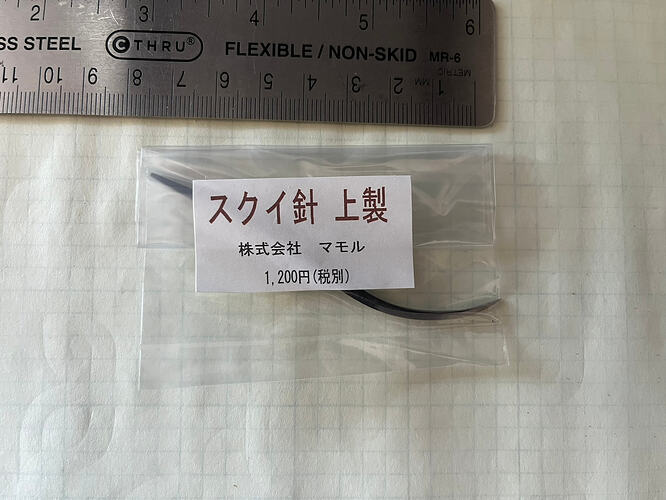 2 3 4 5 6
SS STEEL C-THRU® FLEXIBLE / NON-SKID MR-6
METRIC
MM
11 10 9 8 7 6 5 4 3 2 1
スクイ針 上製
株式会社 マモル
1,200円(税別)